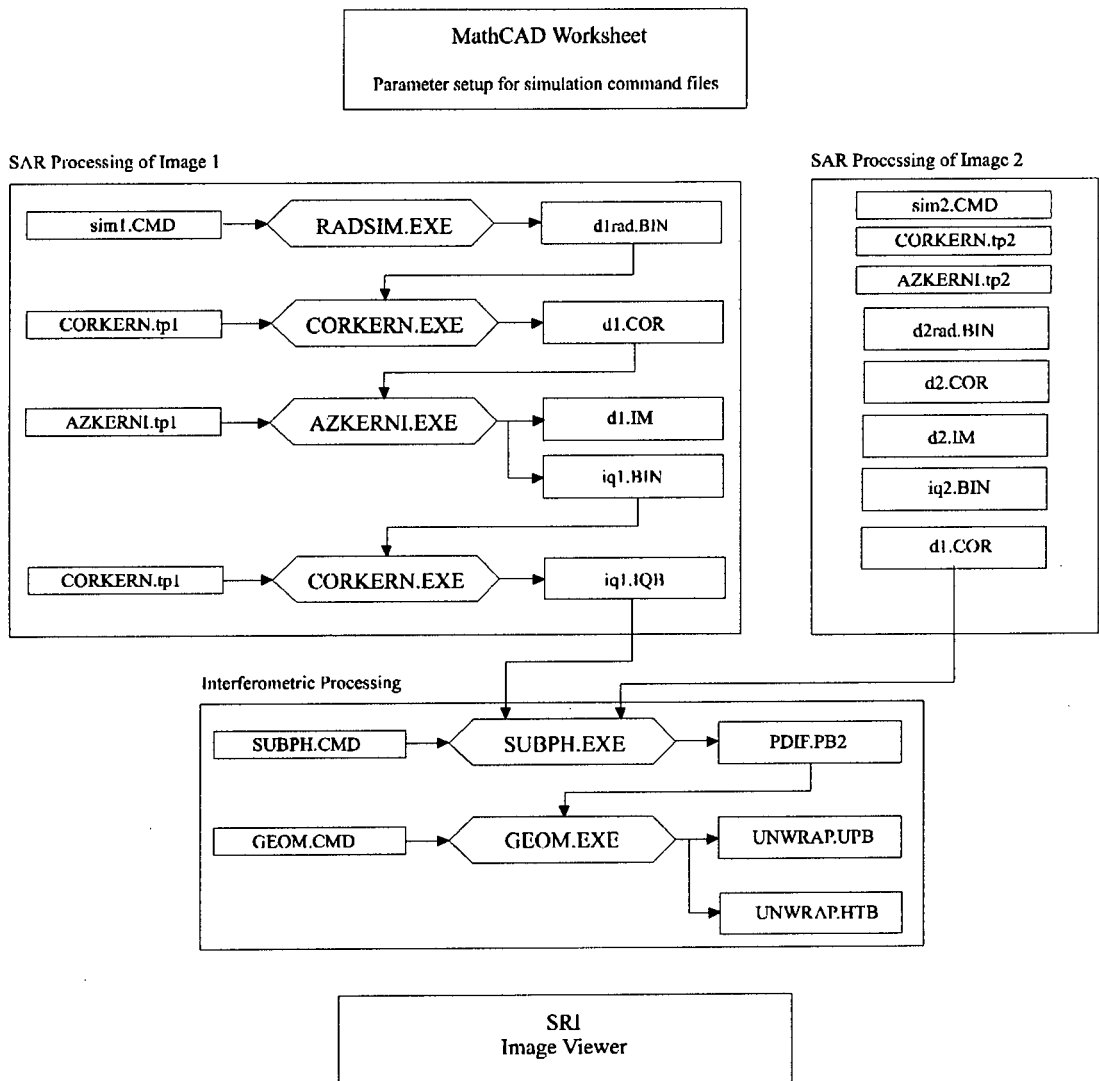 MathCAD Worksheet
Parameter setup for simulation command files
SAR Processing of Image 1
sim1.CMD
RADSIM.EXE
d1rad.BIN
CORKERN.tp1
CORKERN.EXE
d1.COR
AZKERNI.tp1
AZKERNI.EXE
d1.IM
iq1.BIN
CORKERN.tp1
CORKERN.EXE
iq1.IQB
SAR Processing of Image 2
sim2.CMD
CORKERN.tp2
AZKERNI.tp2
d2rad.BIN
d2.COR
d2.IM
iq2.BIN
d1.COR
Interferometric Processing
SUBPH.CMD
SUBPH.EXE
PDIF.PB2
GEOM.CMD
GEOM.EXE
UNWRAP.UPB
UNWRAP.HTB
SRI
Image Viewer